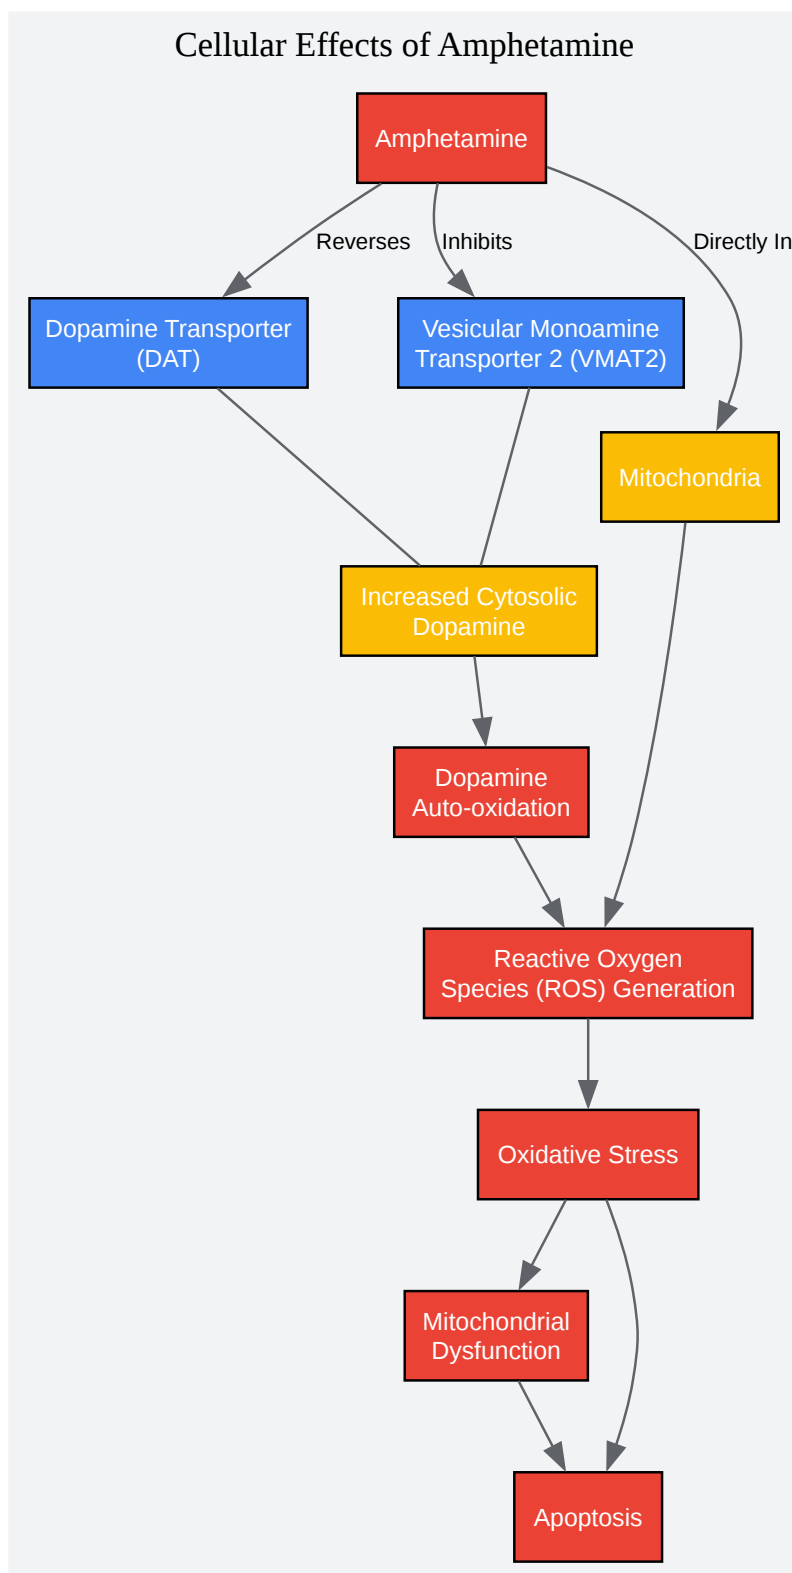 Cellular Effects of Amphetamine
Amphetamine
Reverses
Inhibits
Directly In
Dopamine Transporter
(DAT)
Vesicular Monoamine
Transporter 2 (VMAT2)
Mitochondria
Increased Cytosolic
Dopamine
Dopamine
Auto-oxidation
Reactive Oxygen
Species (ROS) Generation
Oxidative Stress
Mitochondrial
Dysfunction
Apoptosis